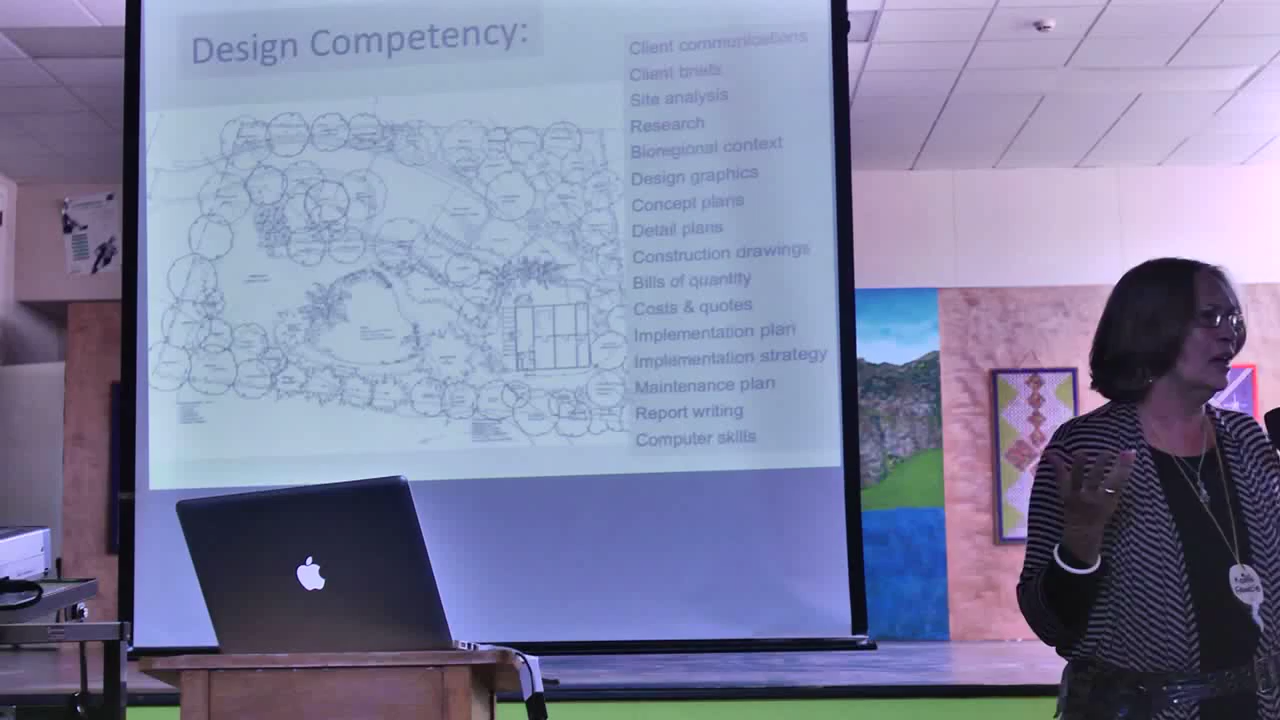 Design Competency:
Client communications
Client briefs
Site analysis
Research
Bioregional context
Design graphics
Concept plans
Detail plans
Construction drawings
Bills of quantity
Costs & quotes
Implementation plan
Implementation strategy
Maintenance plan
Report writing
Computer skills